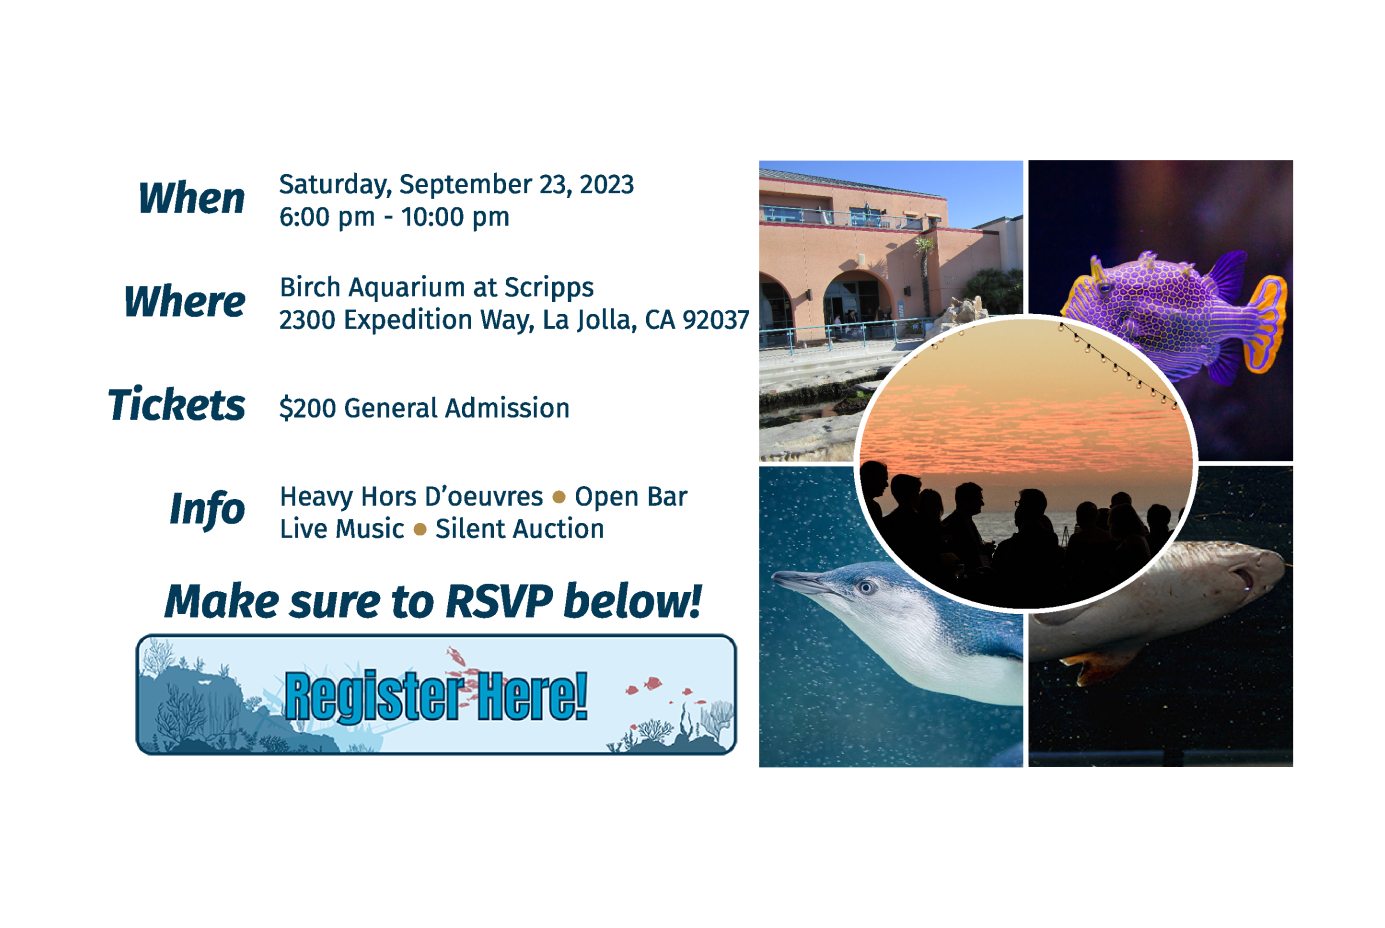 When
Saturday, September 23, 2023
6:00 pm - 10:00 pm
Where
Birch Aquarium at Scripps
2300 Expedition Way, La Jolla, CA 92037
Tickets
$200 General Admission
Info
Heavy Hors D’oeuvres ● Open Bar
Live Music ● Silent Auction
Make sure to RSVP below!
Register Here!